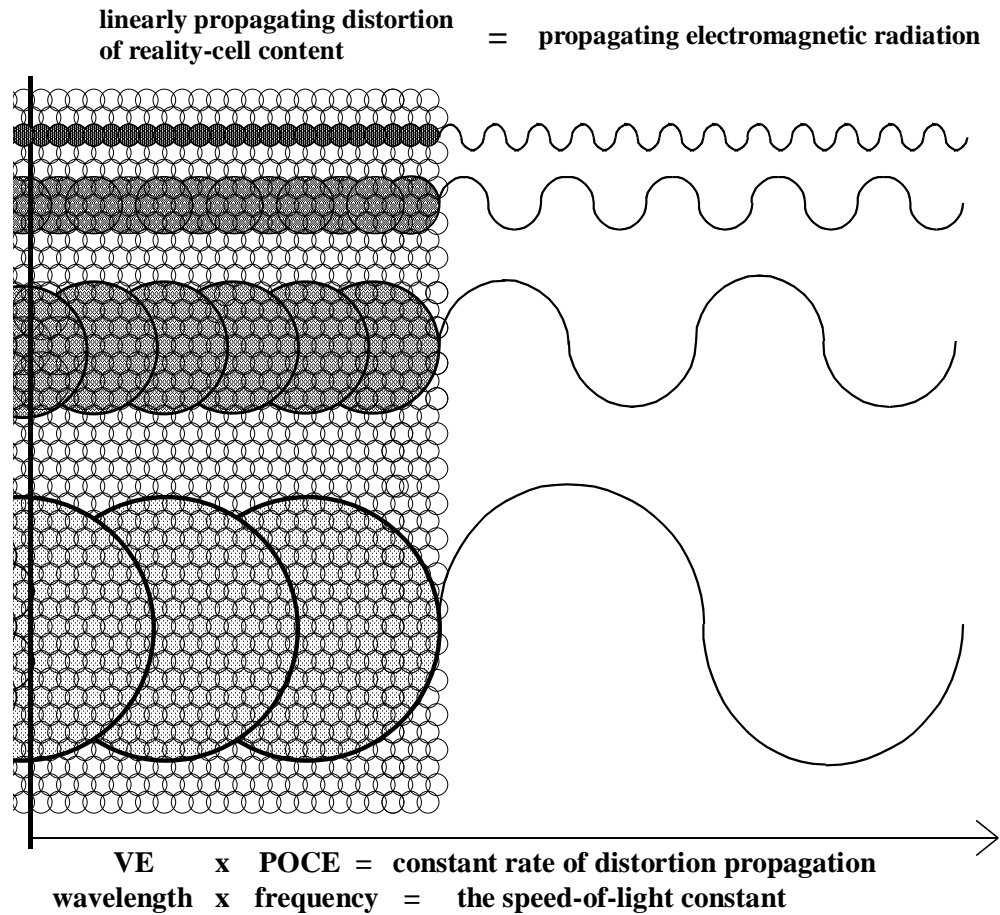 linearly propagating distortion
of reality-cell content
= propagating electromagnetic radiation
VE x POCE = constant rate of distortion propagation
wavelength x frequency = the speed-of-light constant